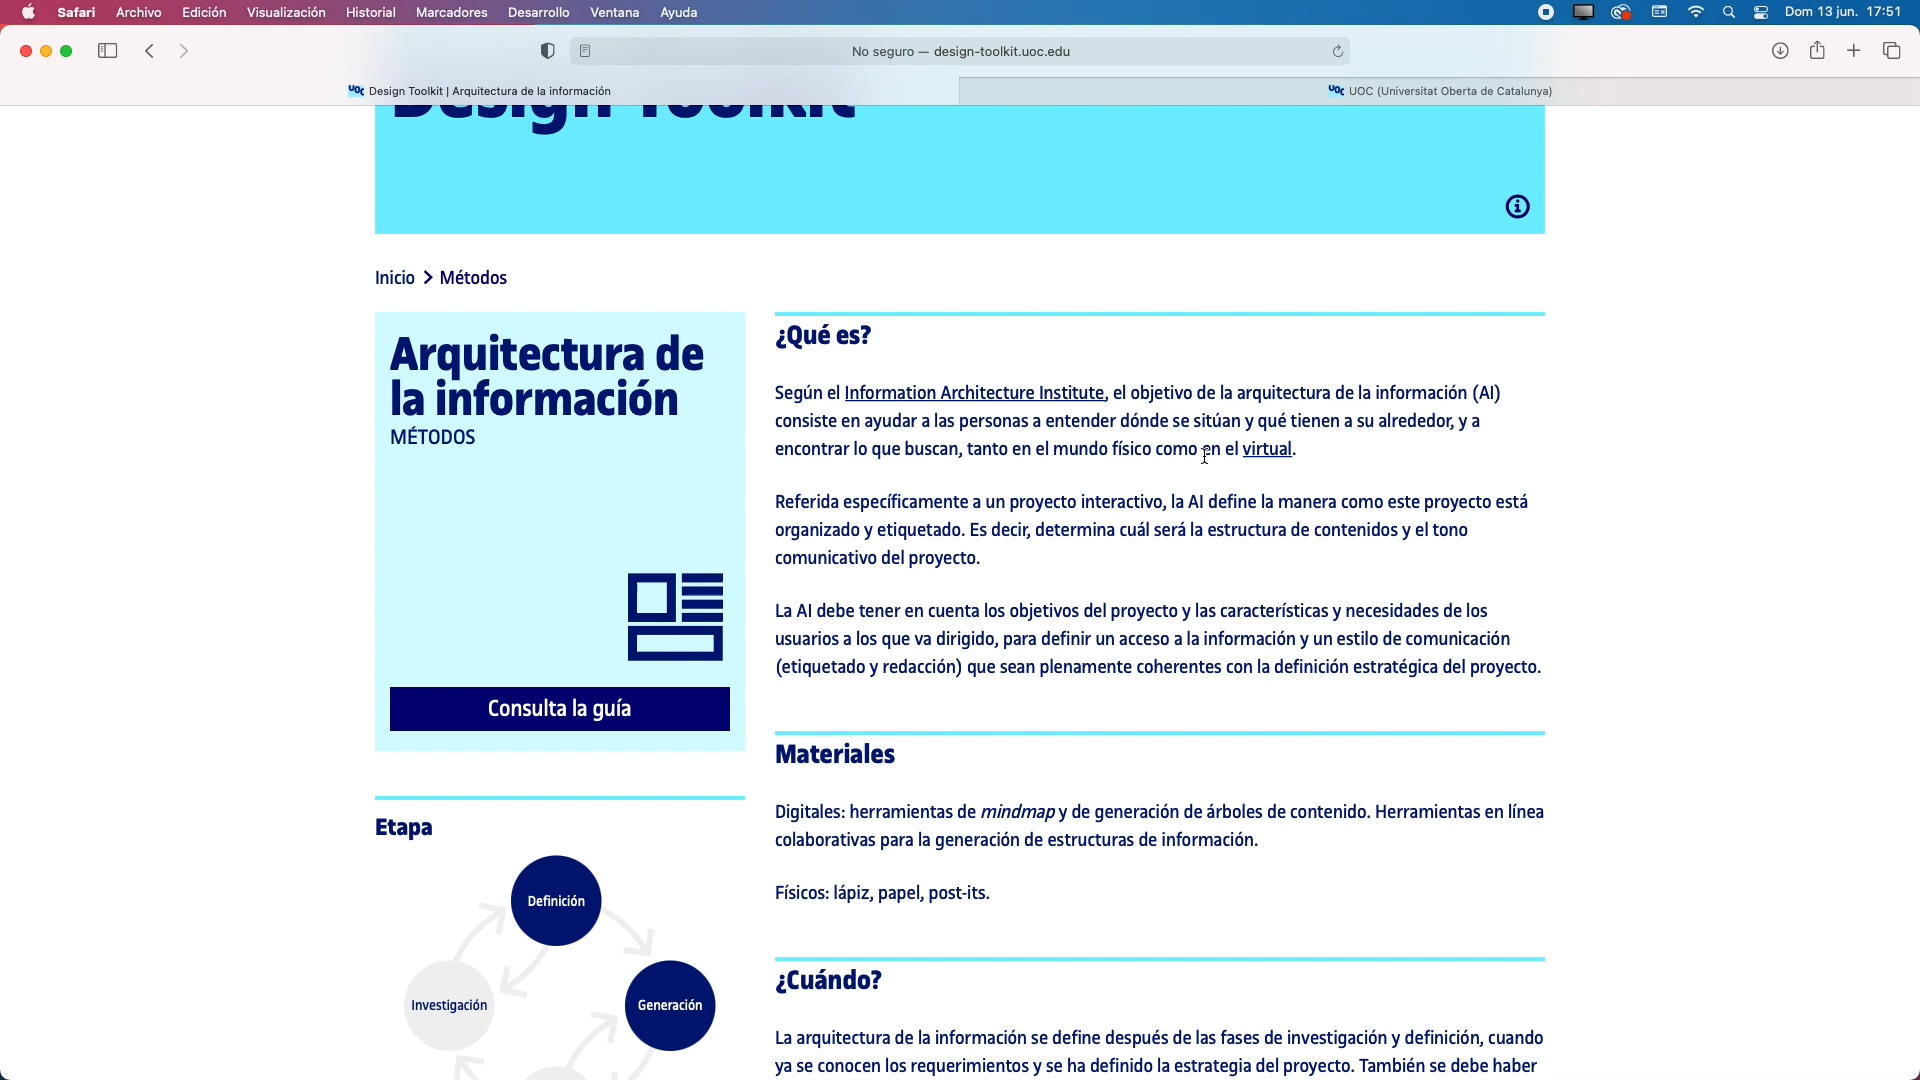 Safari Archivo Edición Visualización Historial Marcadores Desarrollo Ventana Ayuda Dom 13 jun. 17:51
No seguro — design-toolkit.uoc.edu
UOC Design Toolkit | Arquitectura de la información
UOC UOC (Universitat Oberta de Catalunya)
Design Toolkit
Inicio > Métodos
Arquitectura de
la información
MÉTODOS
Consulta la guía
Etapa
Definición
Investigación
Generación
¿Qué es?
Según el Information Architecture Institute, el objetivo de la arquitectura de la información (AI)
consiste en ayudar a las personas a entender dónde se sitúan y qué tienen a su alrededor, y a
encontrar lo que buscan, tanto en el mundo físico como en el virtual.
Referida específicamente a un proyecto interactivo, la AI define la manera como este proyecto está
organizado y etiquetado. Es decir, determina cuál será la estructura de contenidos y el tono
comunicativo del proyecto.
La AI debe tener en cuenta los objetivos del proyecto y las características y necesidades de los
usuarios a los que va dirigido, para definir un acceso a la información y un estilo de comunicación
(etiquetado y redacción) que sean plenamente coherentes con la definición estratégica del proyecto.
Materiales
Digitales: herramientas de mindmap y de generación de árboles de contenido. Herramientas en línea
colaborativas para la generación de estructuras de información.
Físicos: lápiz, papel, post-its.
¿Cuándo?
La arquitectura de la información se define después de las fases de investigación y definición, cuando
ya se conocen los requerimientos y se ha definido la estrategia del proyecto. También se debe haber